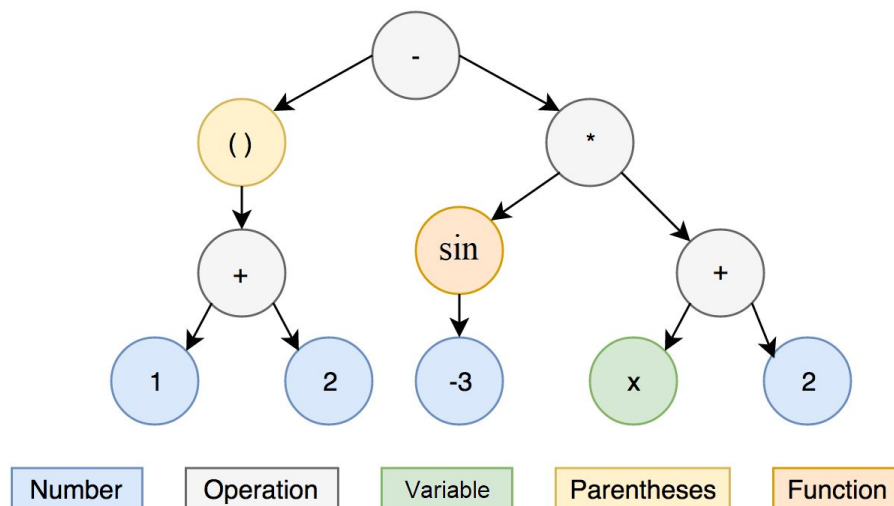 -
( )
*
sin
+
+
1
2
-3
x
2
Number
Operation
Variable
Parentheses
Function